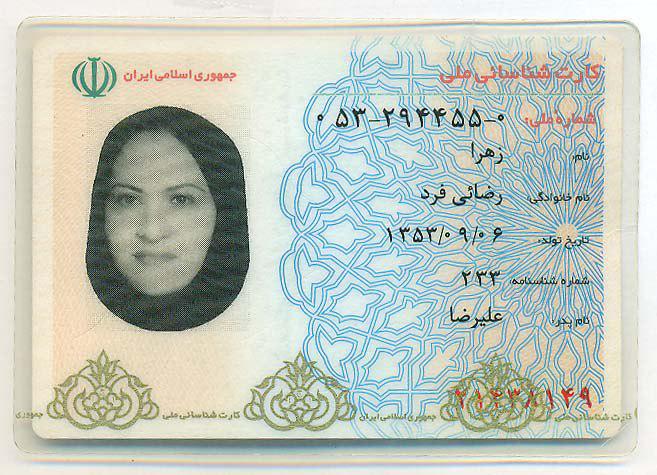 جمهوری اسلامی ایران
کارت شناسائی ملی
شماره ملی: ۰۵۳-۲۹۴۴۵۵-۰
نام: زهرا
نام خانوادگی: رضائی فرد
تاریخ تولد: ۱۳۵۳/۰۹/۰۶
شماره شناسنامه: ۲۳۳
نام پدر: علیرضا
جمهوری کارت شناسائی ملی جمهوری اسلامی ایران کارت شناسائی ملی